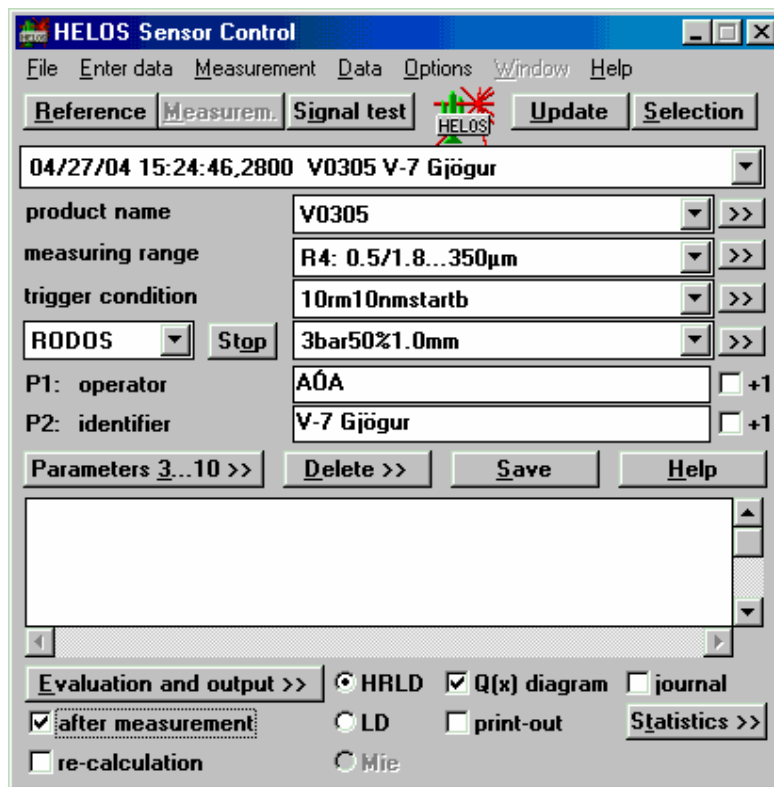 HELOS Sensor Control
File Enter data Measurement Data Options Window Help
Reference Measurem. Signal test HELOS Update Selection
04/27/04 15:24:46,2800 V0305 V-7 Gjögur
product name V0305 >>
measuring range R4: 0.5/1.8...350µm >>
trigger condition 10rm10nmstartb >>
RODOS Stop 3bar50%1.0mm >>
P1: operator AÓA +1
P2: identifier V-7 Gjögur +1
Parameters 3...10 >> Delete >> Save Help
Evaluation and output >> HRLD Q(x) diagram journal
after measurement LD print-out Statistics >>
re-calculation Mie